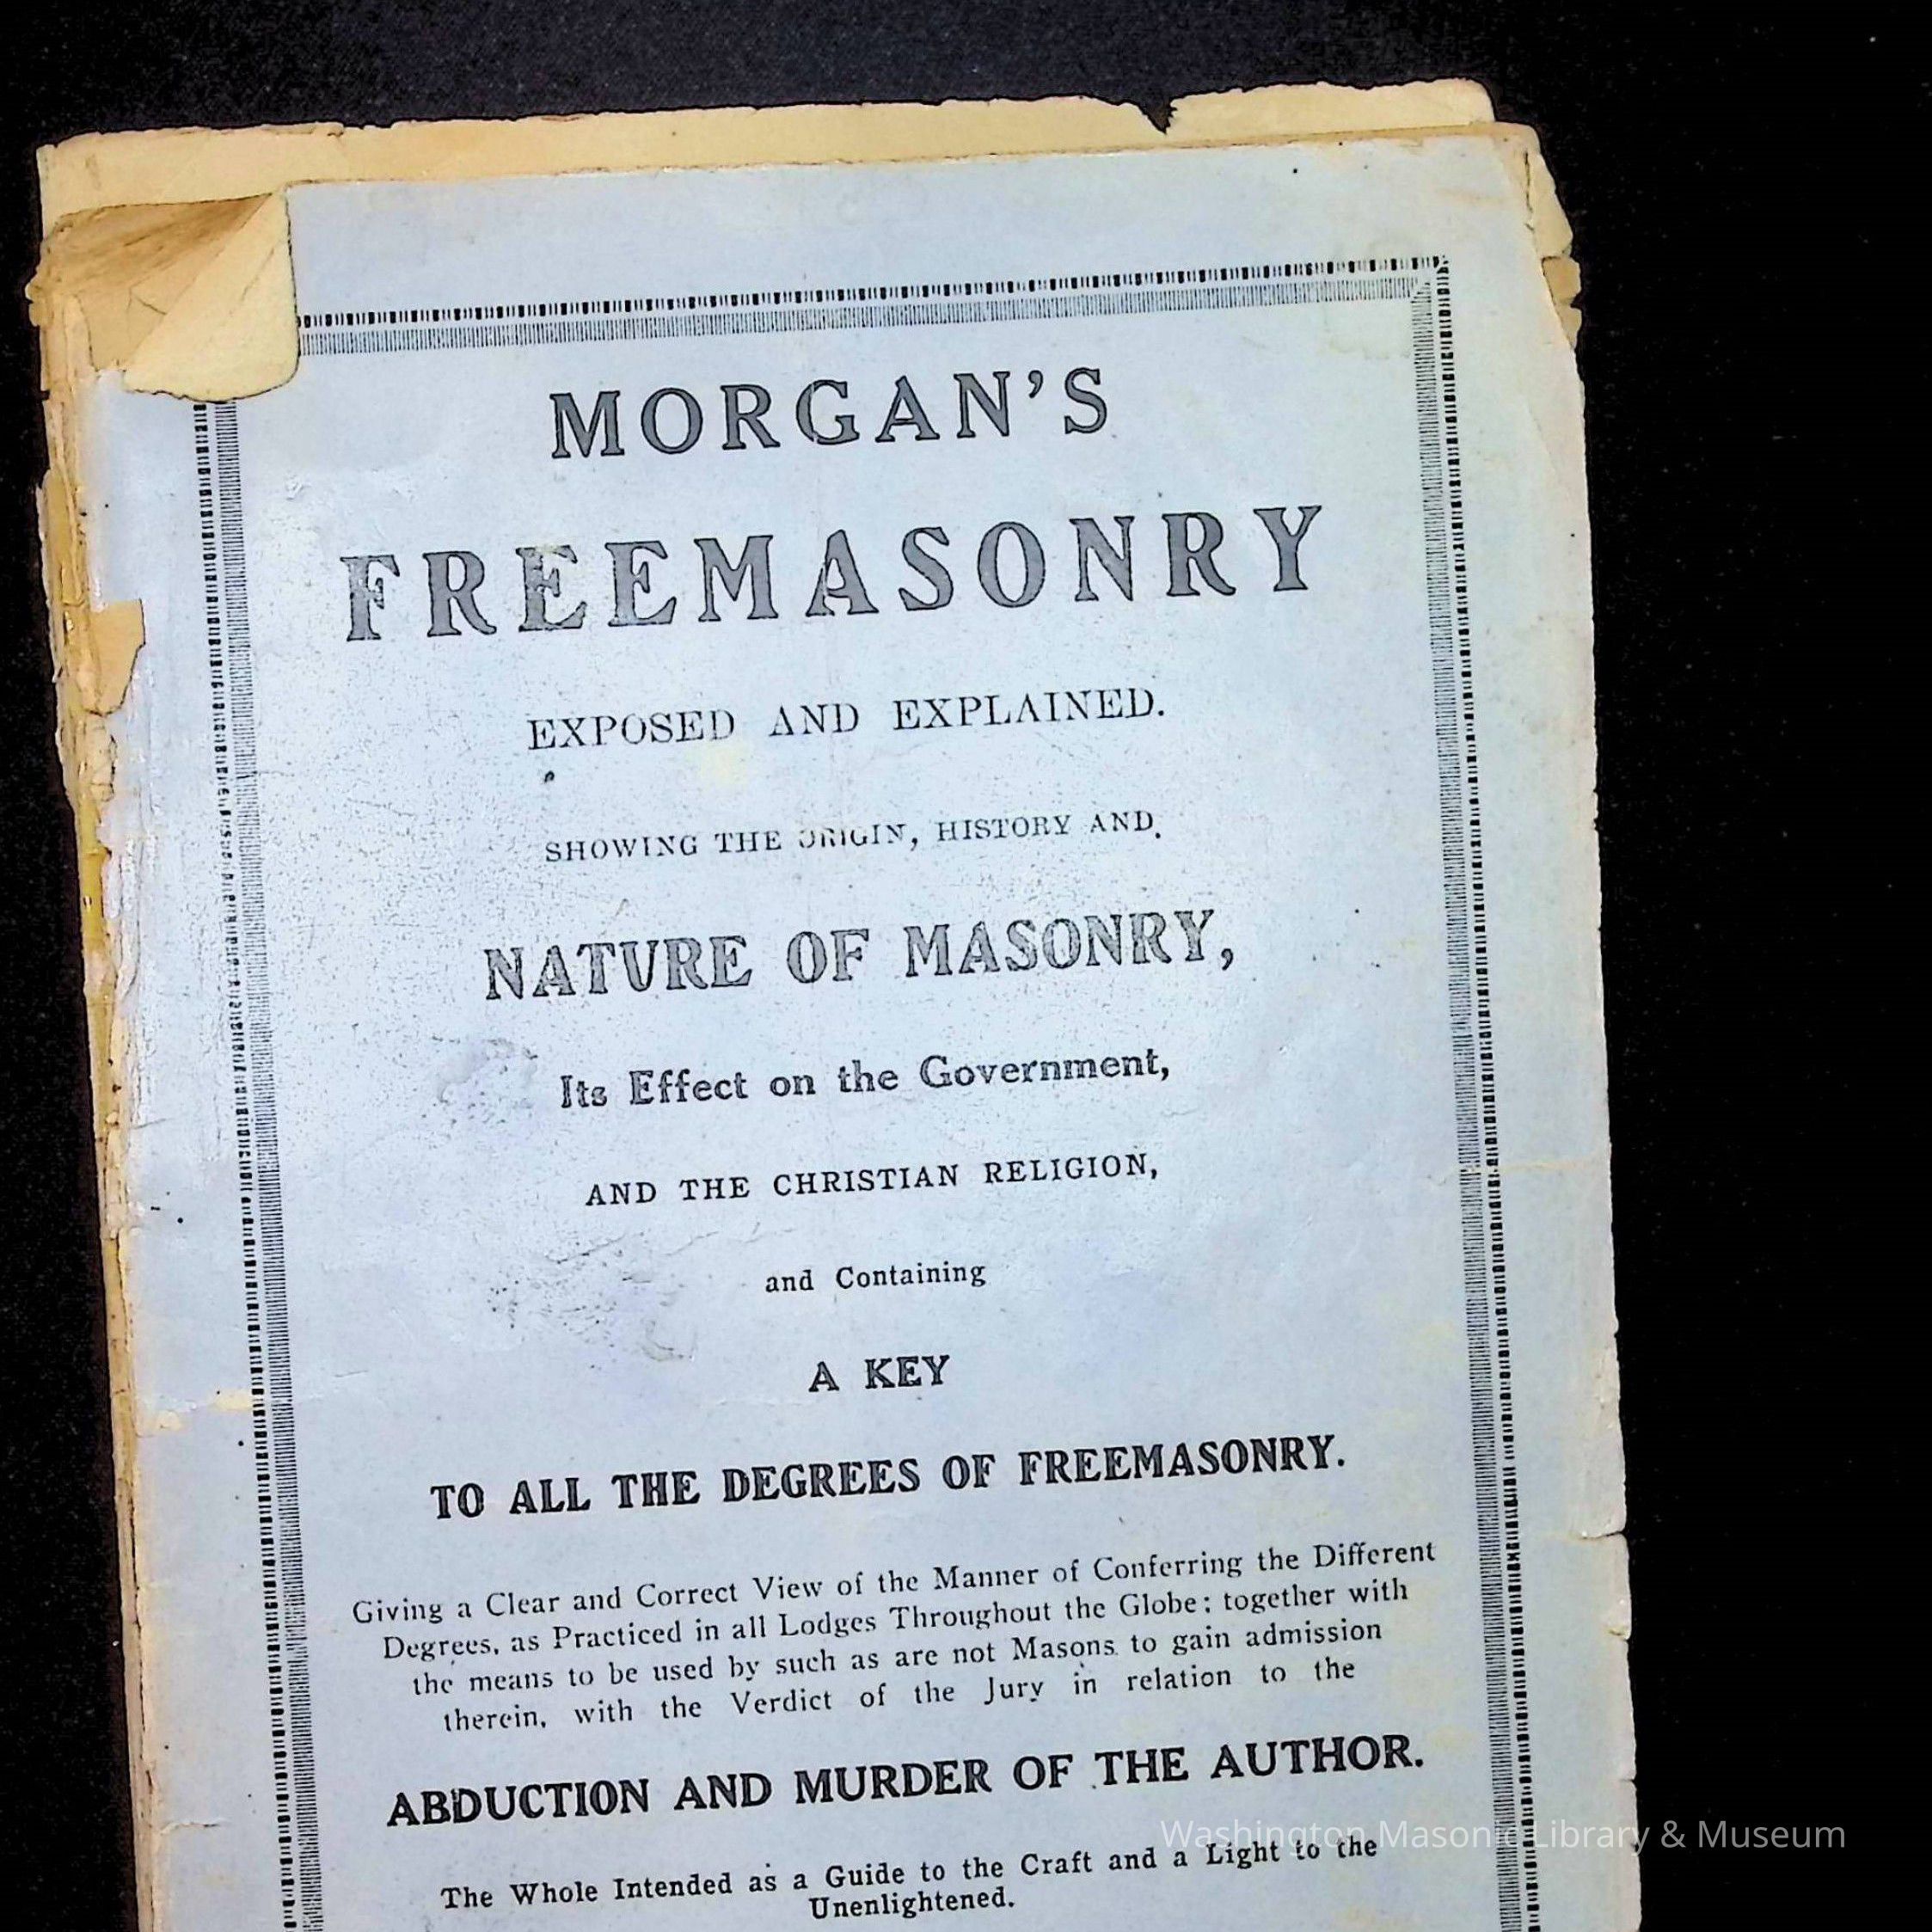 MORGAN'S
FREEMASONRY
EXPOSED AND EXPLAINED.
SHOWING THE ORIGIN, HISTORY AND
NATURE OF MASONRY,
Its Effect on the Government,
AND THE CHRISTIAN RELIGION,
and Containing
A KEY
TO ALL THE DEGREES OF FREEMASONRY.
Giving a Clear and Correct View of the Manner of Conferring the Different
Degrees, as Practiced in all Lodges Throughout the Globe; together with
the means to be used by such as are not Masons to gain admission
therein, with the Verdict of the Jury in relation to the
ABDUCTION AND MURDER OF THE AUTHOR.
Washington Masonic Library & Museum
The Whole Intended as a Guide to the Craft and a Light to the
Unenlightened.